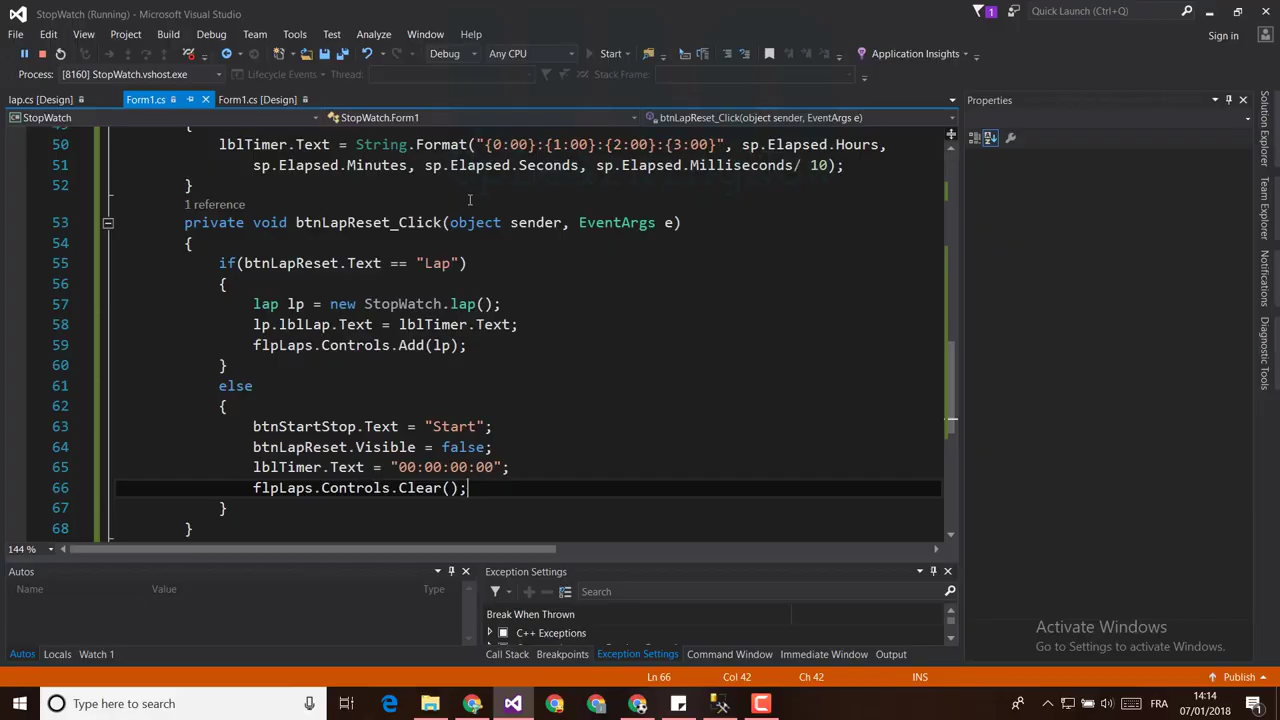 StopWatch (Running) - Microsoft Visual Studio
1
Quick Launch (Ctrl+Q)
File Edit View Project Build Debug Team Tools Test Analyze Window Help
Sign in
Debug Any CPU Start Application Insights
Process: [8160] StopWatch.vshost.exe Lifecycle Events Thread: Stack Frame:
lap.cs [Design] Form1.cs Form1.cs [Design]
Properties
StopWatch StopWatch.Form1 btnLapReset_Click(object sender, EventArgs e)
50 lblTimer.Text = String.Format("{0:00}:{1:00}:{2:00}:{3:00}", sp.Elapsed.Hours,
51 sp.Elapsed.Minutes, sp.Elapsed.Seconds, sp.Elapsed.Milliseconds/ 10);
52 }
1 reference
53 private void btnLapReset_Click(object sender, EventArgs e)
54 {
55 if(btnLapReset.Text == "Lap")
56 {
57 lap lp = new StopWatch.lap();
58 lp.lblLap.Text = lblTimer.Text;
59 flpLaps.Controls.Add(lp);
60 }
61 else
62 {
63 btnStartStop.Text = "Start";
64 btnLapReset.Visible = false;
65 lblTimer.Text = "00:00:00:00";
66 flpLaps.Controls.Clear();
67 }
68 }
144 %
Solution Explorer
Team Explorer
Notifications
Diagnostic Tools
Autos
Name Value Type
Autos Locals Watch 1
Exception Settings
Search
Break When Thrown
C++ Exceptions
Call Stack Breakpoints Exception Settings Command Window Immediate Window Output
Activate Windows
Go to Settings to activate Windows.
Ln 66 Col 42 Ch 42 INS Publish
Type here to search
FRA
14:14
07/01/2018
1